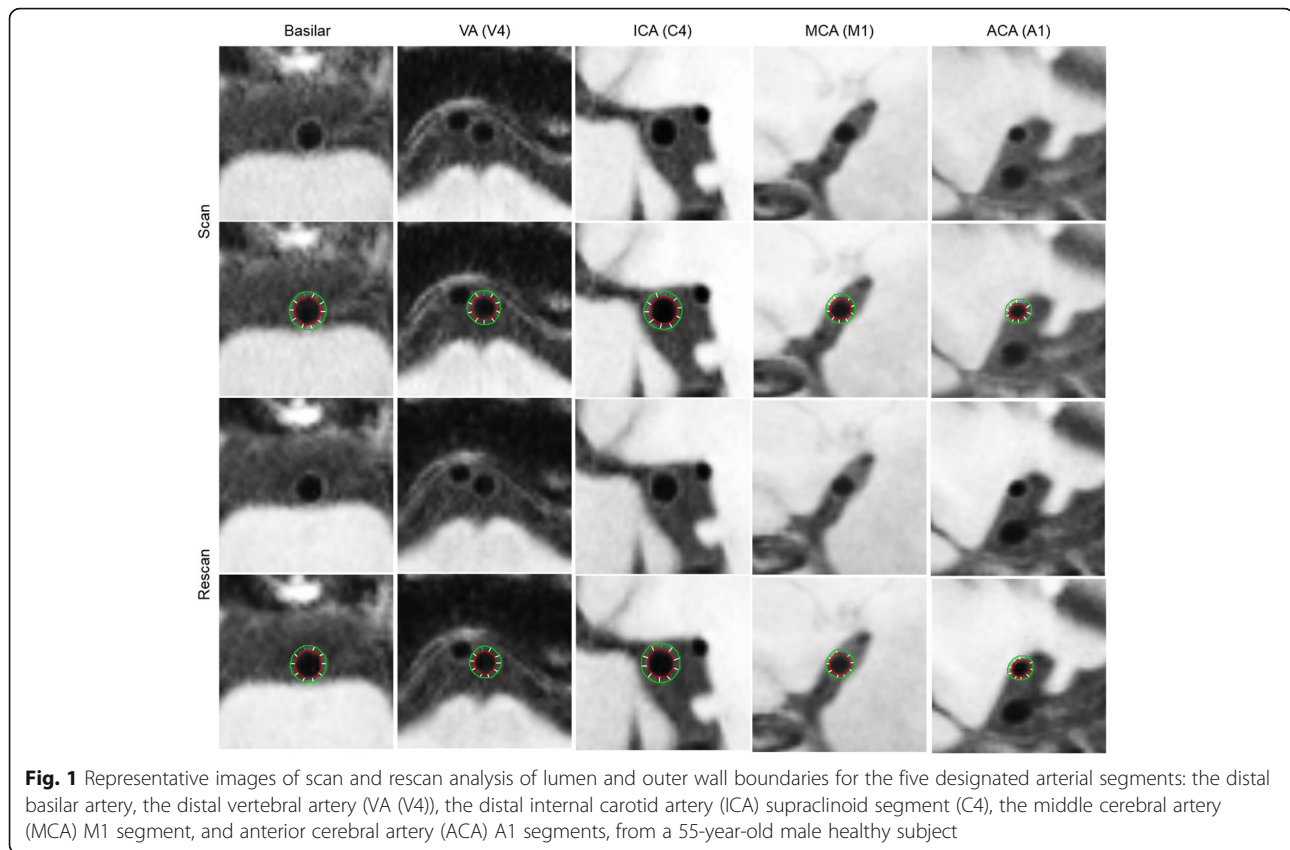 Basilar VA (V4) ICA (C4) MCA (M1) ACA (A1)
Scan
Rescan
Fig. 1 Representative images of scan and rescan analysis of lumen and outer wall boundaries for the five designated arterial segments: the distal
basilar artery, the distal vertebral artery (VA (V4)), the distal internal carotid artery (ICA) supraclinoid segment (C4), the middle cerebral artery
(MCA) M1 segment, and anterior cerebral artery (ACA) A1 segments, from a 55-year-old male healthy subject